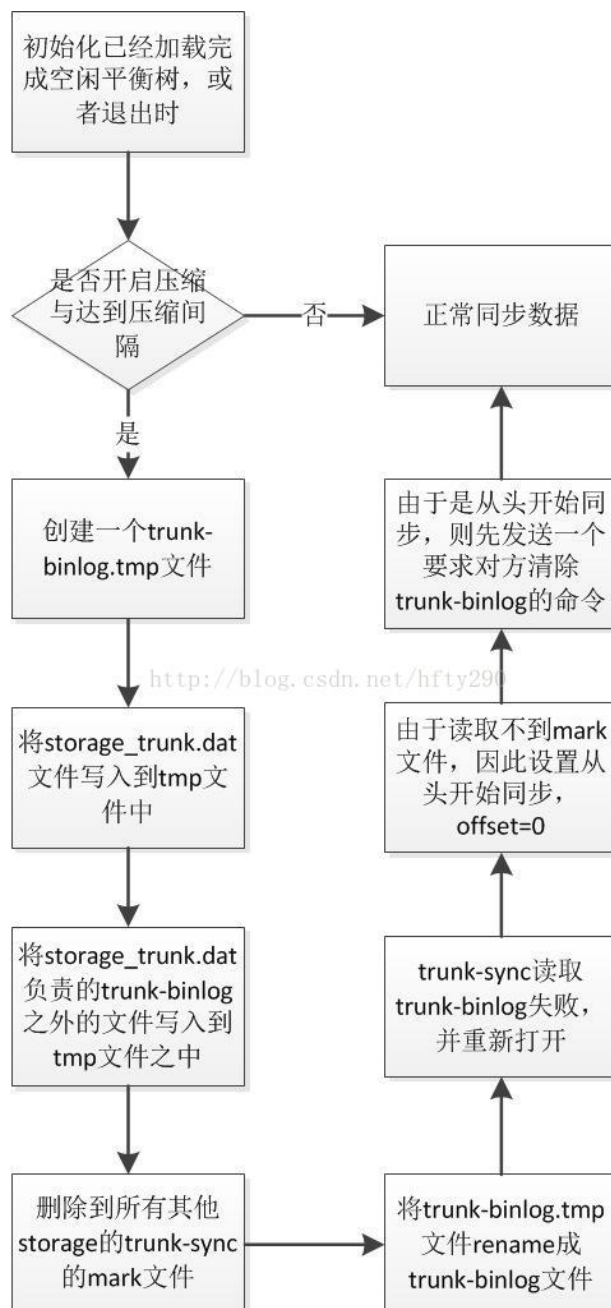 初始化已经加载完
成空闲平衡树，或
者退出时
是否开启压缩
与达到压缩间
隔
否
正常同步数据
是
创建一个trunk-
binlog.tmp文件
将storage_trunk.dat
文件写入到tmp文
件中
将storage_trunk.dat
负责的trunk-binlog
之外的文件写入到
tmp文件之中
删除到所有其他
storage的trunk-sync
的mark文件
将trunk-binlog.tmp
文件rename成
trunk-binlog文件
trunk-sync读取
trunk-binlog失败，
并重新打开
由于读取不到mark
文件，因此设置从
头开始同步，
offset=0
由于是从头开始同
步，则先发送一个
要求对方清除
trunk-binlog的命令
http://blog.csdn.net/hfty290